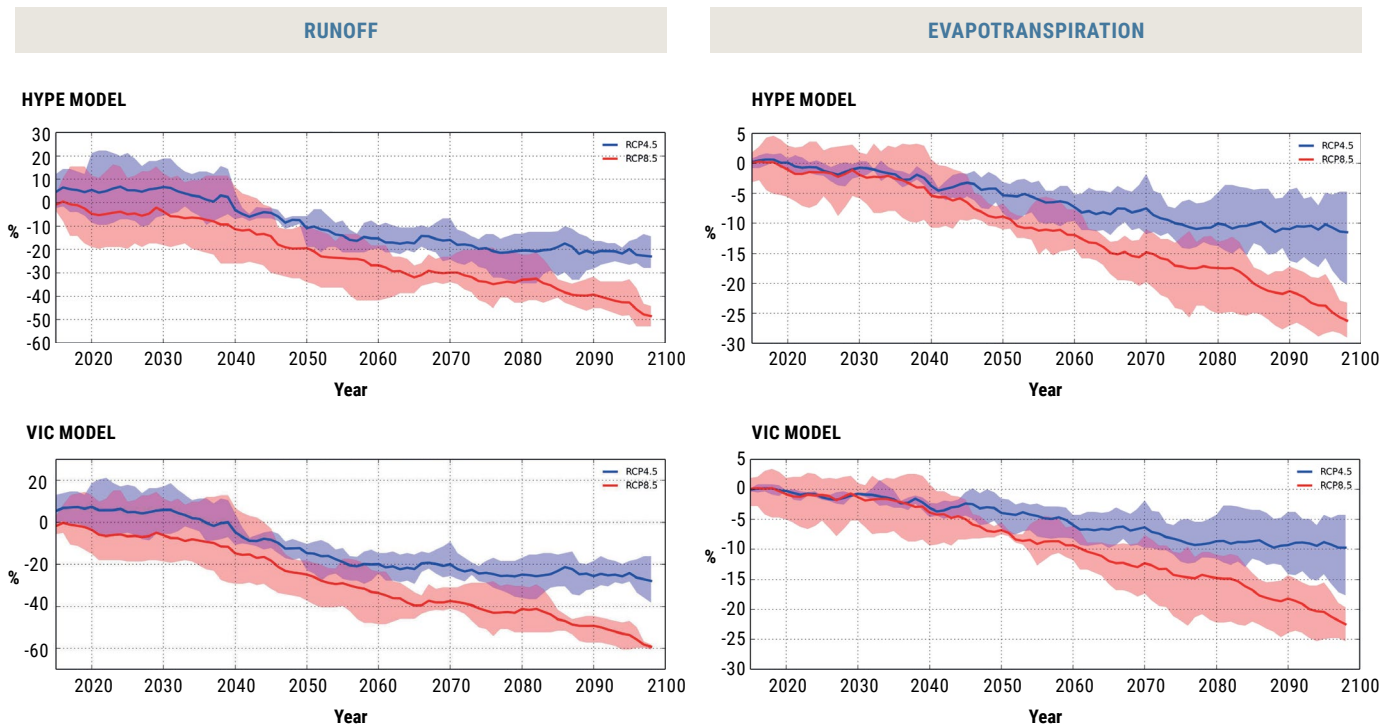 RUNOFF
EVAPOTRANSPIRATION
HYPE MODEL
30
20
10
0
-10
-20
-30
-40
-50
-60
%
RCP4.5
RCP8.5
2020 2030 2040 2050 2060 2070 2080 2090 2100
Year
HYPE MODEL
5
0
-5
-10
-15
-20
-25
-30
%
RCP4.5
RCP8.5
2020 2030 2040 2050 2060 2070 2080 2090 2100
Year
VIC MODEL
20
0
-20
-40
-60
%
RCP4.5
RCP8.5
2020 2030 2040 2050 2060 2070 2080 2090 2100
Year
VIC MODEL
5
0
-5
-10
-15
-20
-25
-30
%
RCP4.5
RCP8.5
2020 2030 2040 2050 2060 2070 2080 2090 2100
Year